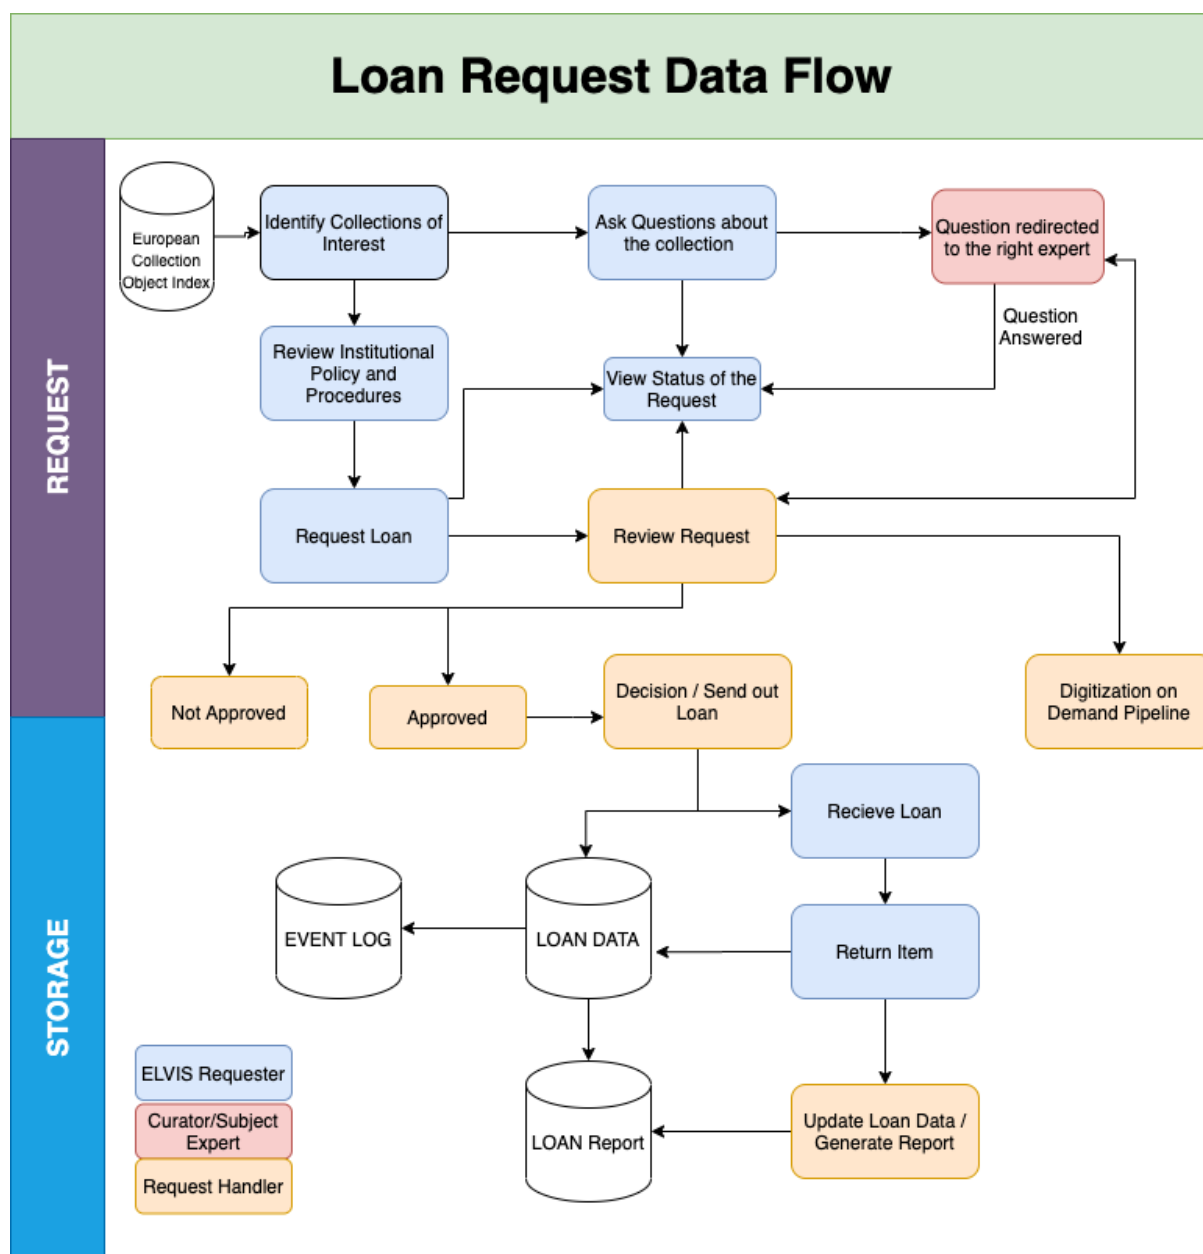 Loan Request Data Flow
REQUEST
European
Collection
Object Index
Identify Collections of
Interest
Ask Questions about
the collection
Question redirected
to the right expert
Question
Answered
Review Institutional
Policy and
Procedures
View Status of the
Request
Request Loan
Review Request
Not Approved
Approved
Decision / Send out
Loan
Digitization on
Demand Pipeline
STORAGE
Recieve Loan
EVENT LOG
LOAN DATA
Return Item
ELVIS Requester
Curator/Subject
Expert
Request Handler
LOAN Report
Update Loan Data /
Generate Report